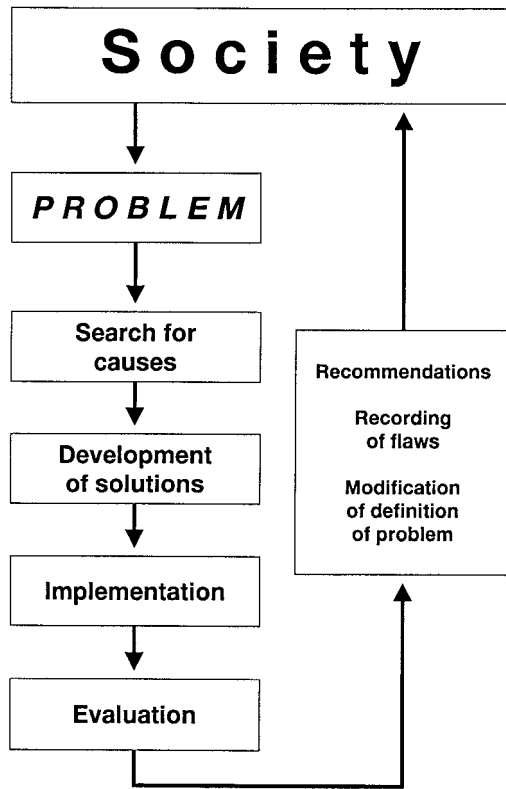 Society
PROBLEM
Search for
causes
Development
of solutions
Implementation
Evaluation
Recommendations
Recording
of flaws
Modification
of definition
of problem